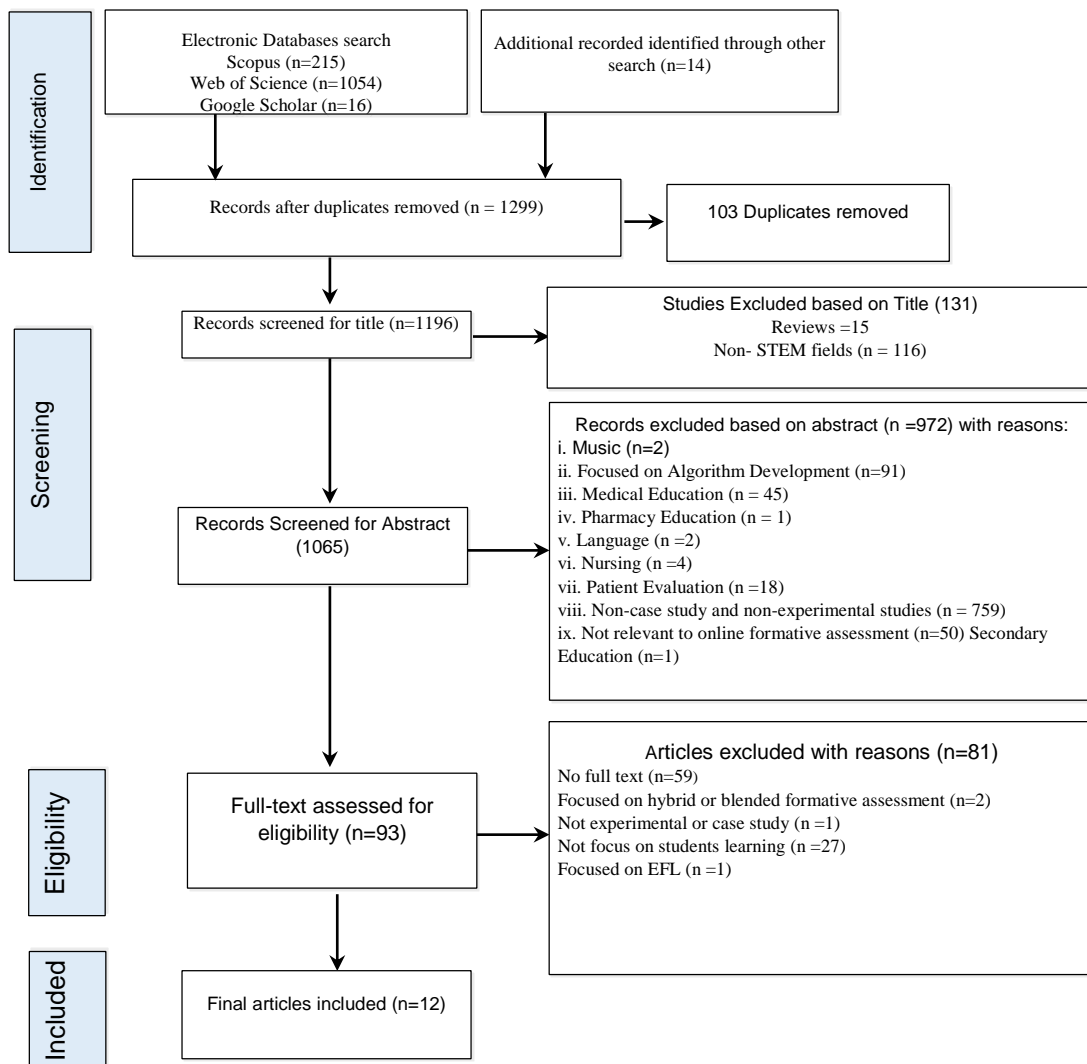 Identification
Electronic Databases search
Scopus (n=215)
Web of Science (n=1054)
Google Scholar (n=16)
Additional recorded identified through other
search (n=14)
Records after duplicates removed (n = 1299)
103 Duplicates removed
Screening
Records screened for title (n=1196)
Studies Excluded based on Title (131)
Reviews =15
Non- STEM fields (n = 116)
Records Screened for Abstract
(1065)
Records excluded based on abstract (n =972) with reasons:
i. Music (n=2)
ii. Focused on Algorithm Development (n=91)
iii. Medical Education (n = 45)
iv. Pharmacy Education (n = 1)
v. Language (n =2)
vi. Nursing (n =4)
vii. Patient Evaluation (n =18)
viii. Non-case study and non-experimental studies (n = 759)
ix. Not relevant to online formative assessment (n=50) Secondary
Education (n=1)
Eligibility
Full-text assessed for
eligibility (n=93)
Articles excluded with reasons (n=81)
No full text (n=59)
Focused on hybrid or blended formative assessment (n=2)
Not experimental or case study (n =1)
Not focus on students learning (n =27)
Focused on EFL (n =1)
Included
Final articles included (n=12)